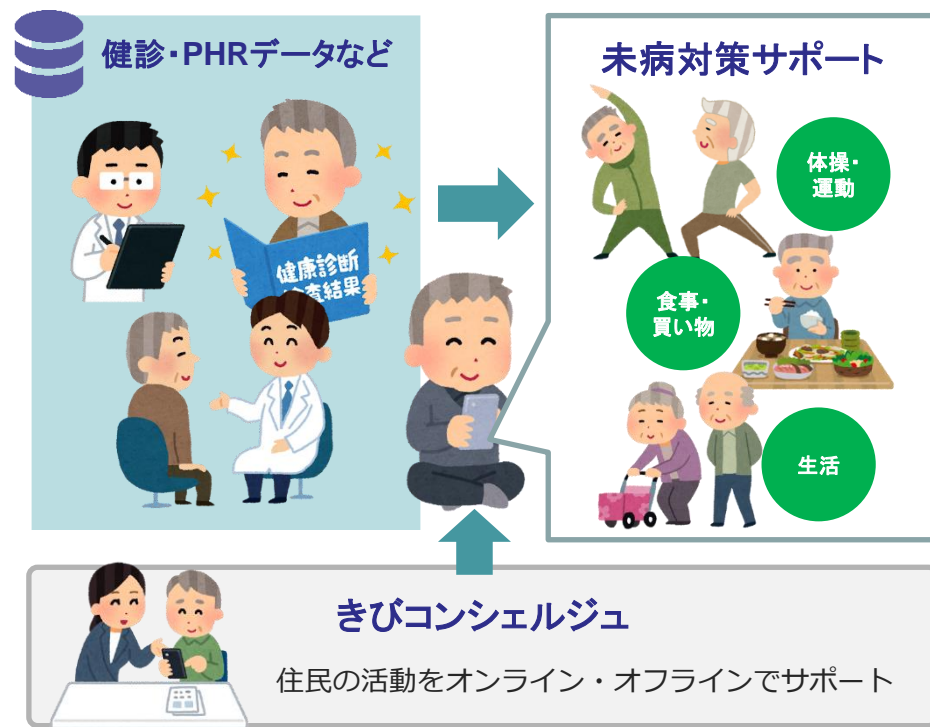 健診・PHRデータなど
未病対策サポート
体操・
運動
健康診断
査結果
食事・
買い物
生活
きびコンシェルジュ
住民の活動をオンライン・オフラインでサポート